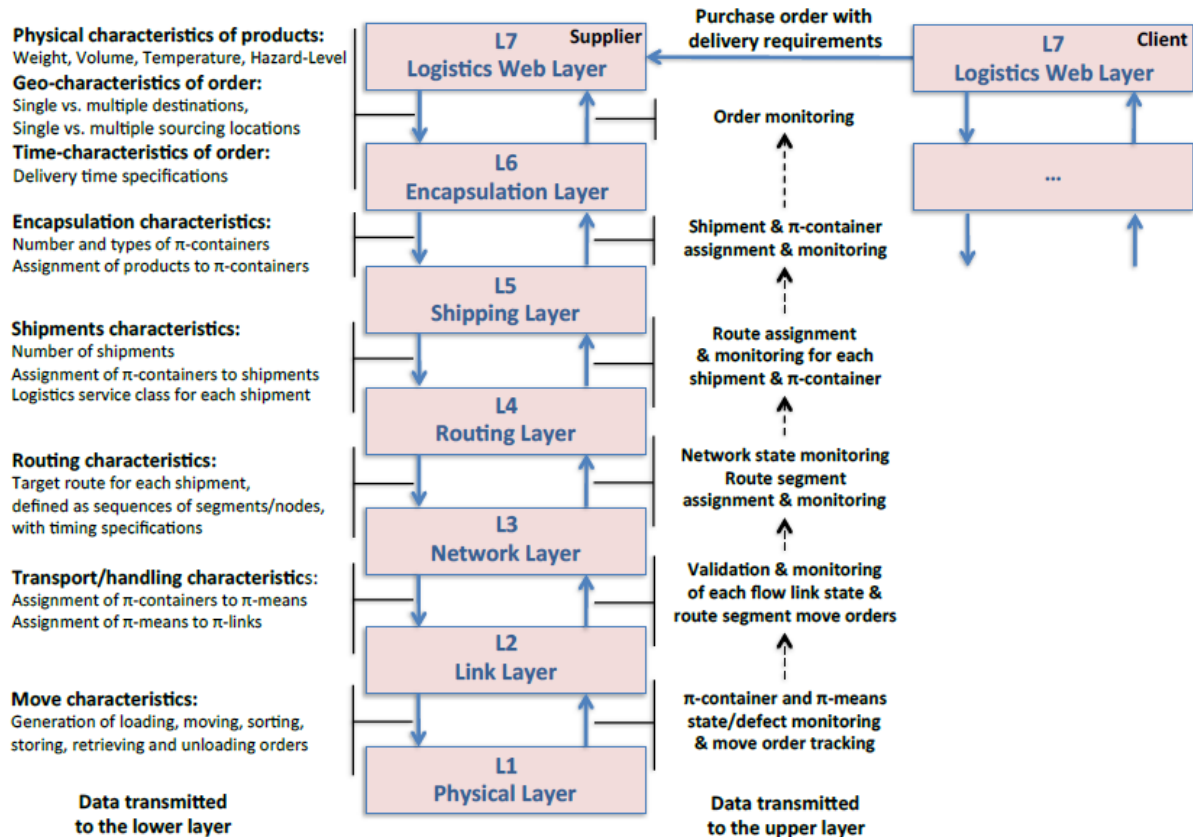 Physical characteristics of products:
Weight, Volume, Temperature, Hazard-Level
Geo-characteristics of order:
Single vs. multiple destinations,
Single vs. multiple sourcing locations
Time-characteristics of order:
Delivery time specifications
Encapsulation characteristics:
Number and types of π-containers
Assignment of products to π-containers
Shipments characteristics:
Number of shipments
Assignment of π-containers to shipments
Logistics service class for each shipment
Routing characteristics:
Target route for each shipment,
defined as sequences of segments/nodes,
with timing specifications
Transport/handling characteristics:
Assignment of π-containers to π-means
Assignment of π-means to π-links
Move characteristics:
Generation of loading, moving, sorting,
storing, retrieving and unloading orders
Data transmitted
to the lower layer
Supplier
L7
Logistics Web Layer
L6
Encapsulation Layer
L5
Shipping Layer
L4
Routing Layer
L3
Network Layer
L2
Link Layer
L1
Physical Layer
Purchase order with
delivery requirements
Order monitoring
Shipment & π-container
assignment & monitoring
Route assignment
& monitoring for each
shipment & π-container
Network state monitoring
Route segment
assignment & monitoring
Validation & monitoring
of each flow link state &
route segment move orders
π-container and π-means
state/defect monitoring
& move order tracking
Data transmitted
to the upper layer
Client
L7
Logistics Web Layer
...